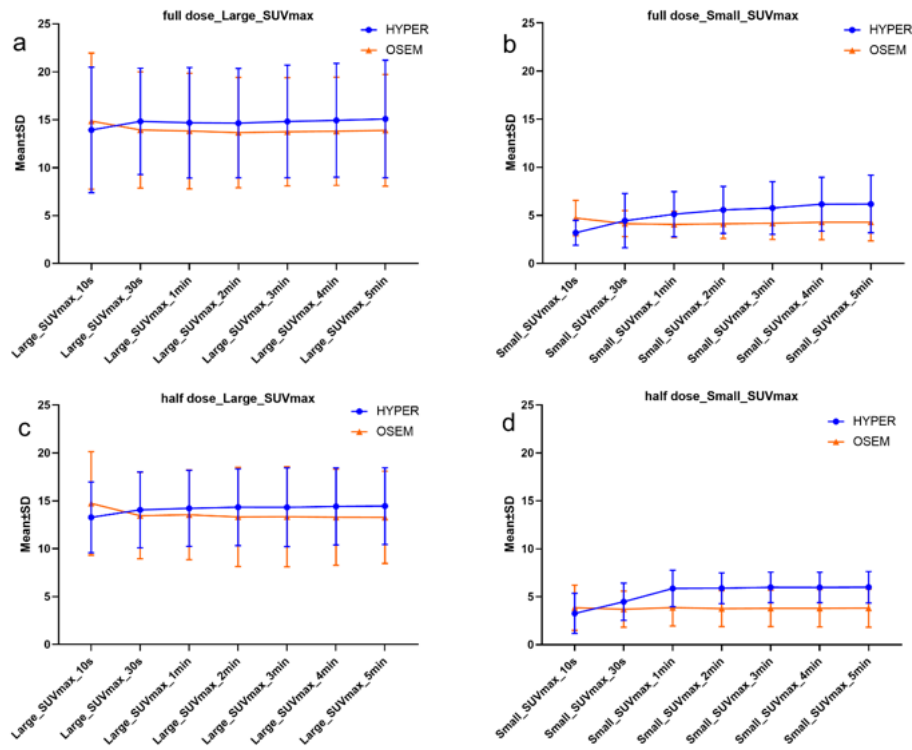 full dose_Large_SUVmax
a
HYPER
OSEM
25
20
15
10
5
0
Mean±SD
Large_SUVmax_10s
Large_SUVmax_30s
Large_SUVmax_1min
Large_SUVmax_2min
Large_SUVmax_3min
Large_SUVmax_4min
Large_SUVmax_5min
full dose_Small_SUVmax
b
HYPER
OSEM
25
20
15
10
5
0
Mean±SD
Small_SUVmax_10s
Small_SUVmax_30s
Small_SUVmax_1min
Small_SUVmax_2min
Small_SUVmax_3min
Small_SUVmax_4min
Small_SUVmax_5min
half dose_Large_SUVmax
c
HYPER
OSEM
25
20
15
10
5
0
Mean±SD
Large_SUVmax_10s
Large_SUVmax_30s
Large_SUVmax_1min
Large_SUVmax_2min
Large_SUVmax_3min
Large_SUVmax_4min
Large_SUVmax_5min
half dose_Small_SUVmax
d
HYPER
OSEM
25
20
15
10
5
0
Mean±SD
Small_SUVmax_10s
Small_SUVmax_30s
Small_SUVmax_1min
Small_SUVmax_2min
Small_SUVmax_3min
Small_SUVmax_4min
Small_SUVmax_5min